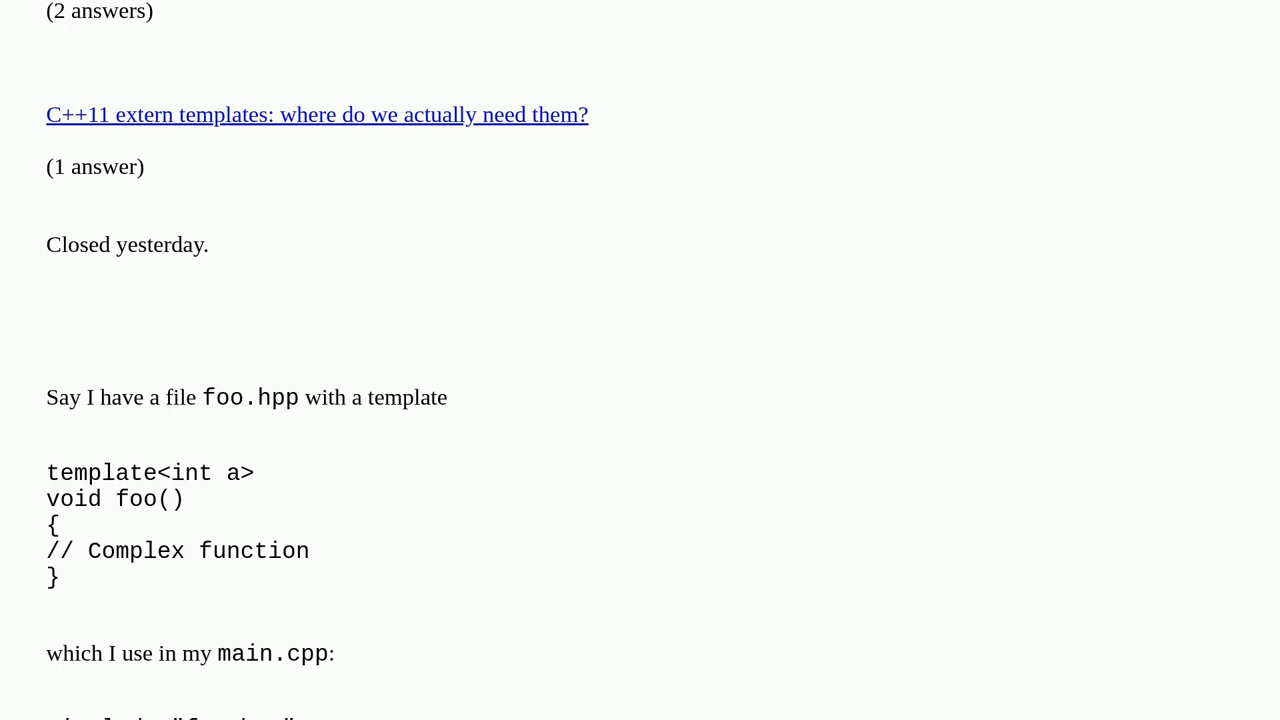 (2 answers)
C++11 extern templates: where do we actually need them?
(1 answer)
Closed yesterday.
Say I have a file foo.hpp with a template
template<int a>
void foo()
{
// Complex function
}
which I use in my main.cpp: